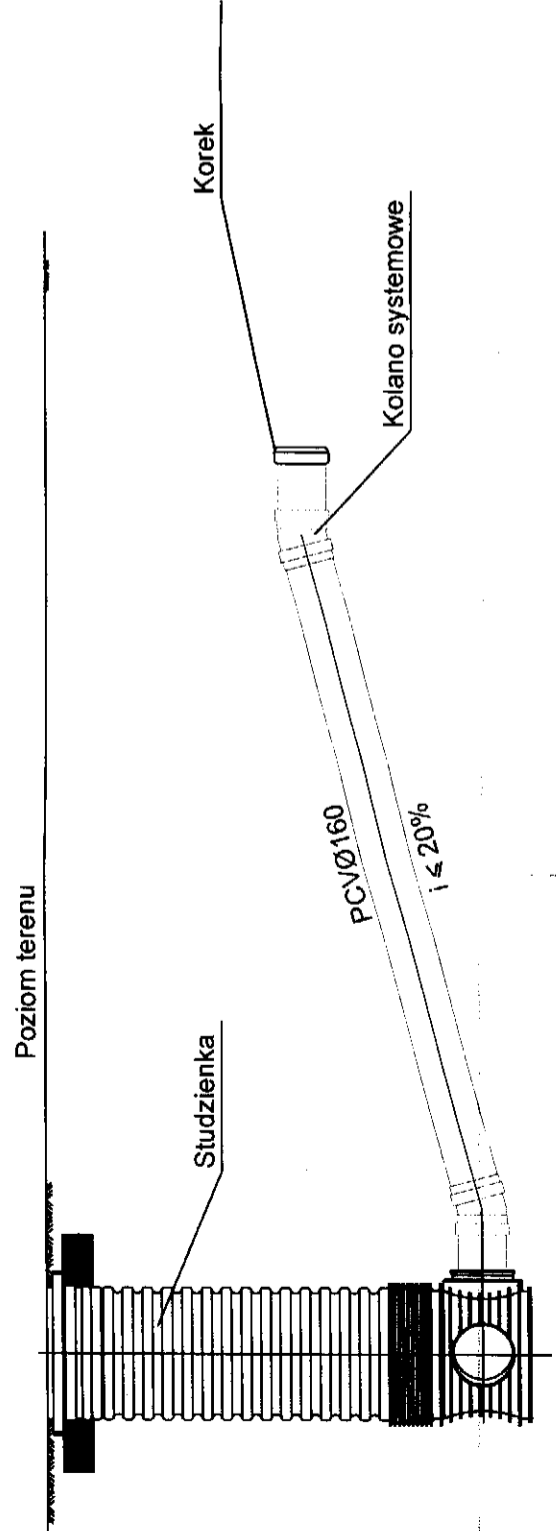 Poziom terenu
Studzienka
PCVØ160
i ≤ 20%
Korek
Kolano systemowe